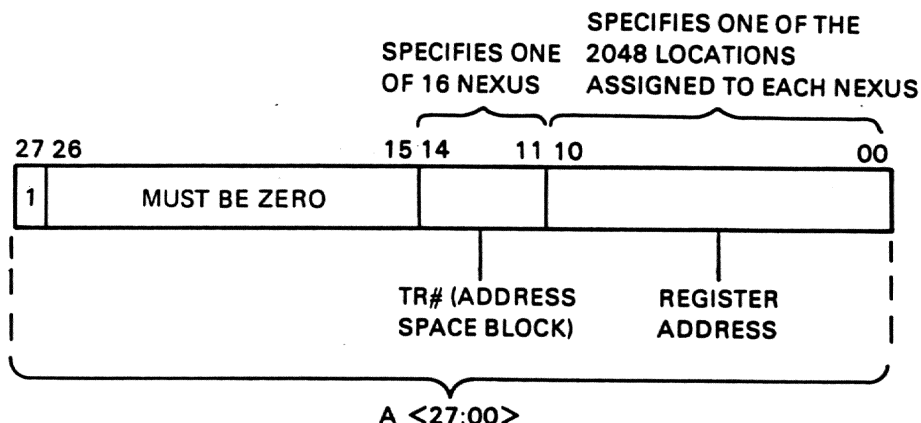 SPECIFIES ONE OF THE
2048 LOCATIONS
ASSIGNED TO EACH NEXUS
SPECIFIES ONE
OF 16 NEXUS
27 26 15 14 11 10 00
1 MUST BE ZERO
TR# (ADDRESS
SPACE BLOCK)
REGISTER
ADDRESS
A <27:00>